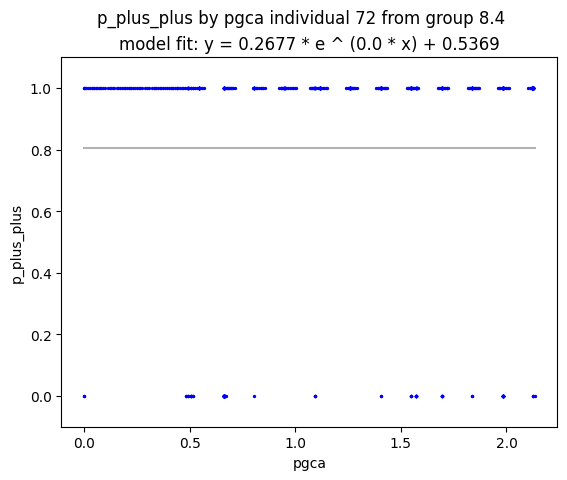 p_plus_plus by pgca individual 72 from group 8.4
model fit: y = 0.2677 * e ^ (0.0 * x) + 0.5369
1.0
0.8
0.6
0.4
0.2
0.0
p_plus_plus
0.0 0.5 1.0 1.5 2.0
pgca